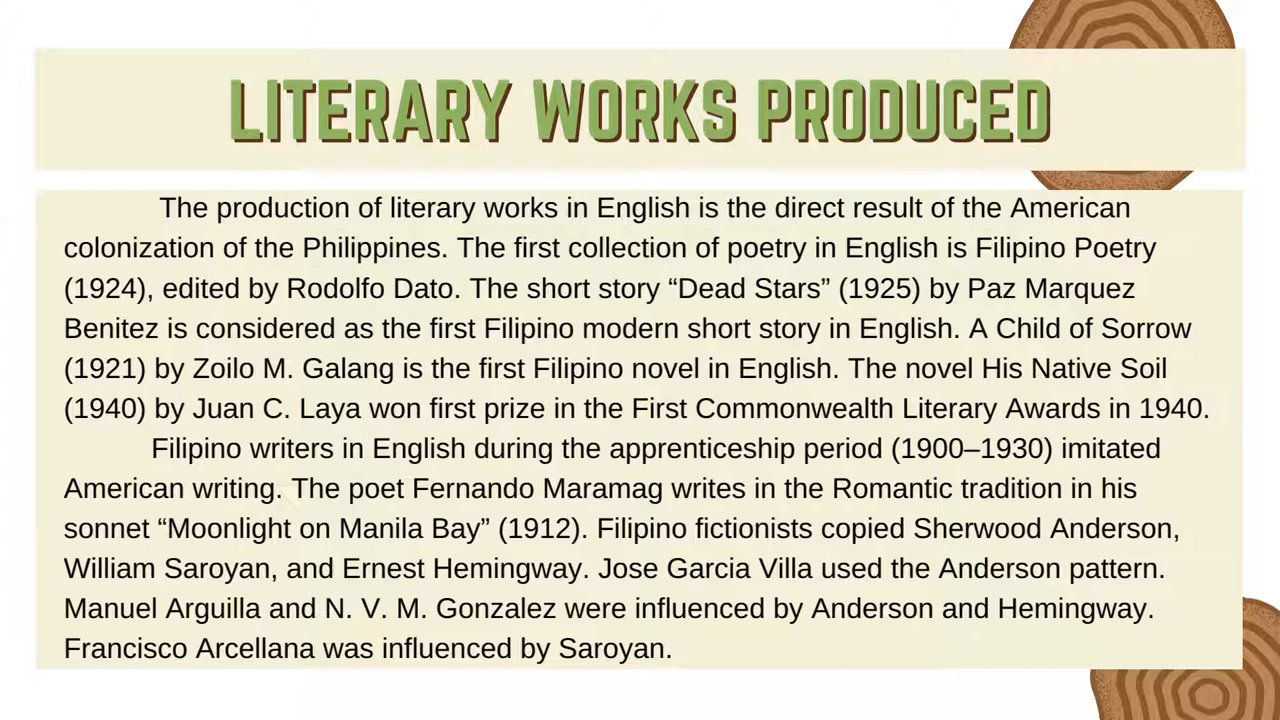 LITERARY WORKS PRODUCED
The production of literary works in English is the direct result of the American
colonization of the Philippines. The first collection of poetry in English is Filipino Poetry
(1924), edited by Rodolfo Dato. The short story “Dead Stars” (1925) by Paz Marquez
Benitez is considered as the first Filipino modern short story in English. A Child of Sorrow
(1921) by Zoilo M. Galang is the first Filipino novel in English. The novel His Native Soil
(1940) by Juan C. Laya won first prize in the First Commonwealth Literary Awards in 1940.
Filipino writers in English during the apprenticeship period (1900–1930) imitated
American writing. The poet Fernando Maramag writes in the Romantic tradition in his
sonnet “Moonlight on Manila Bay” (1912). Filipino fictionists copied Sherwood Anderson,
William Saroyan, and Ernest Hemingway. Jose Garcia Villa used the Anderson pattern.
Manuel Arguilla and N. V. M. Gonzalez were influenced by Anderson and Hemingway.
Francisco Arcellana was influenced by Saroyan.